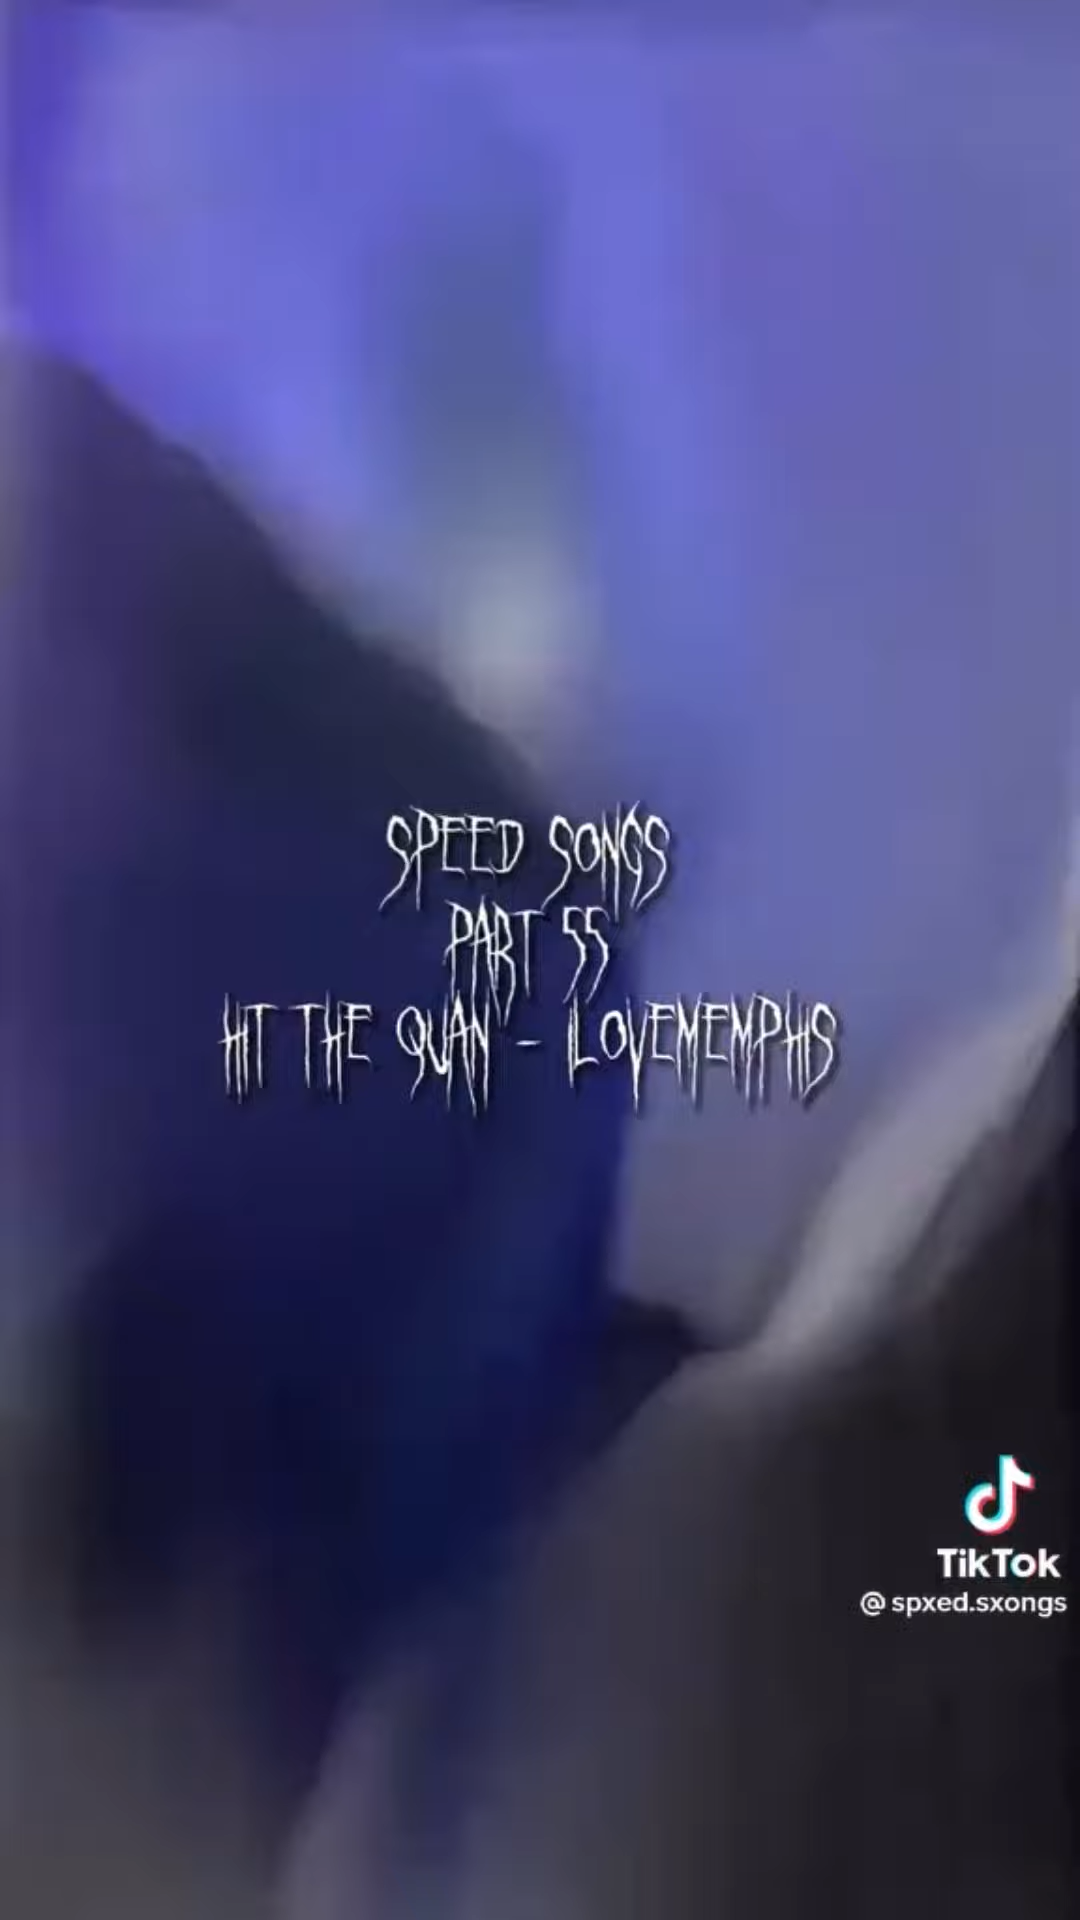 SPEED SONGS
PART 55
HIT THE QUAN - ILOVEMEMPHIS
TikTok
@spxed.sxongs